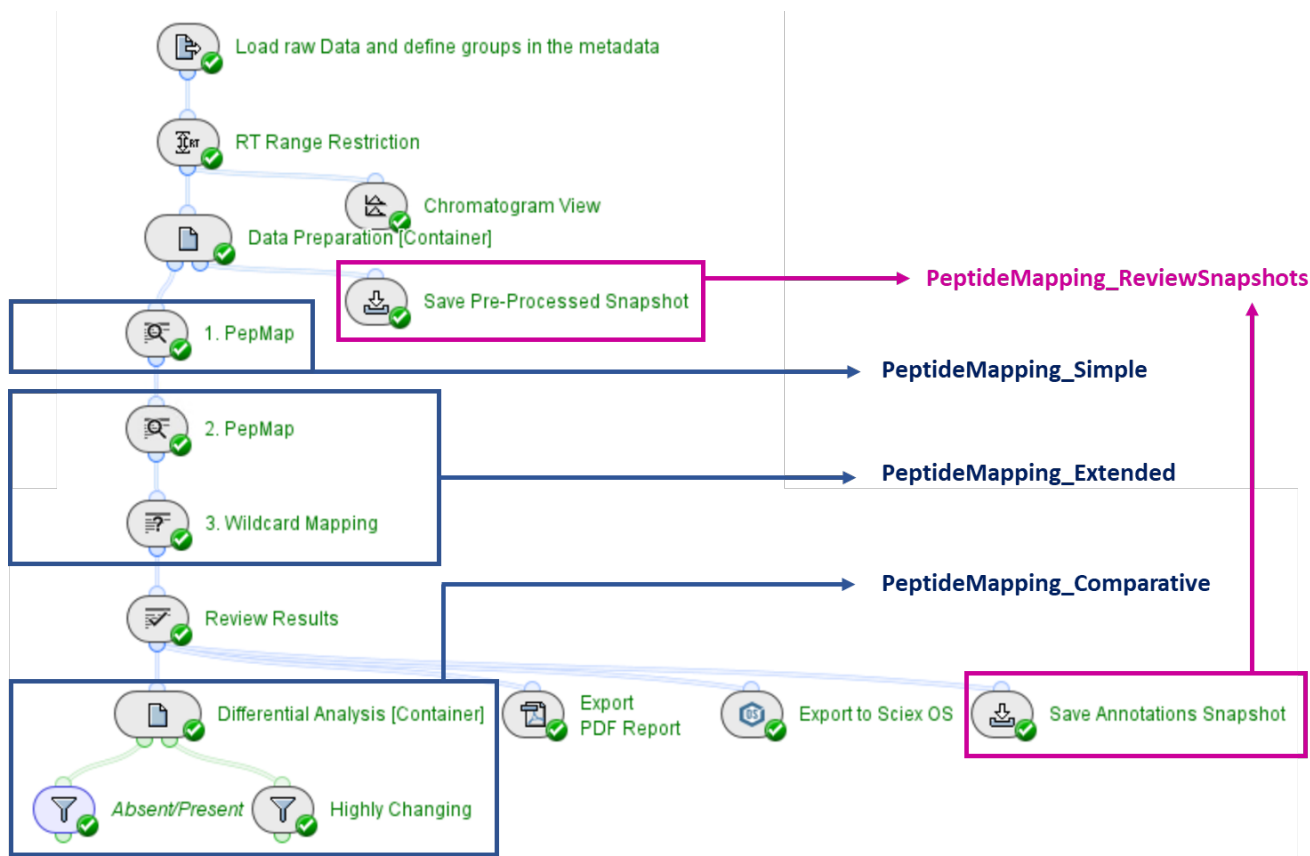 Load raw Data and define groups in the metadata
RT
RT Range Restriction
Chromatogram View
Data Preparation [Container]
PeptideMapping_ReviewSnapshots
Save Pre-Processed Snapshot
1. PepMap
PeptideMapping_Simple
2. PepMap
PeptideMapping_Extended
3. Wildcard Mapping
PeptideMapping_Comparative
Review Results
Differential Analysis [Container]
Export
PDF Report
OS
Export to Sciex OS
Save Annotations Snapshot
Absent/Present
Highly Changing